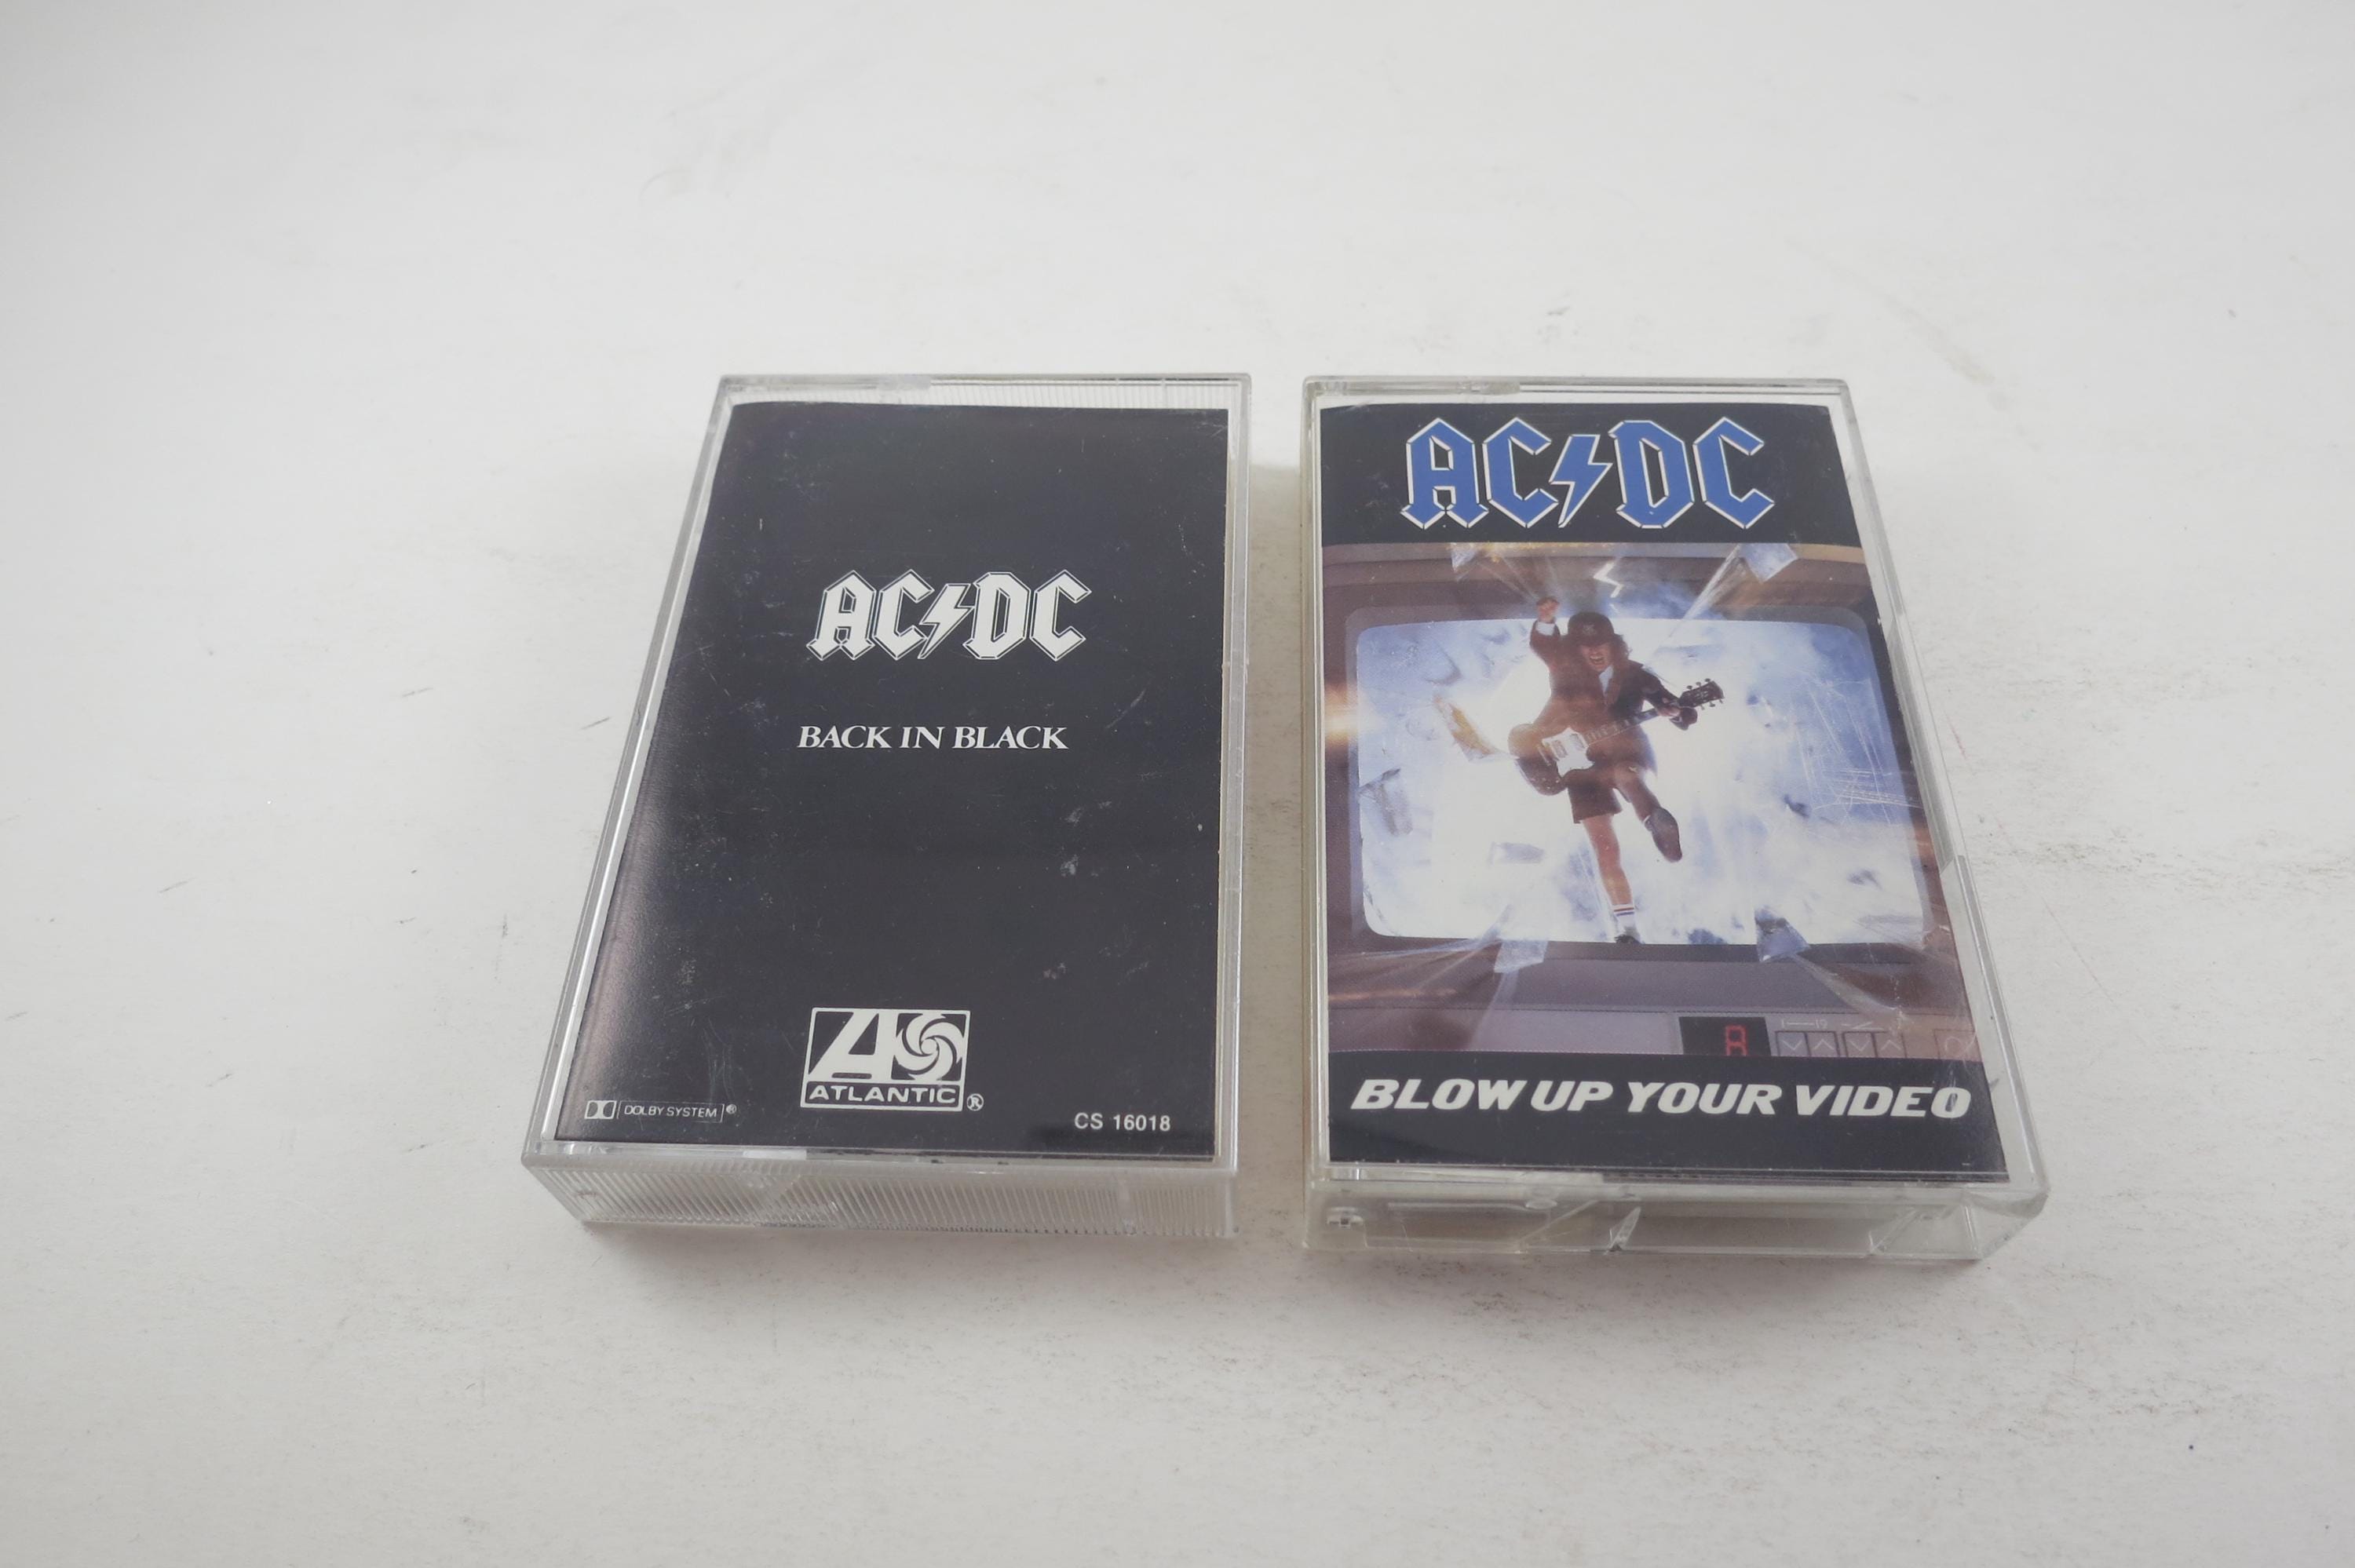 AC⚡DC
BACK IN BLACK
ATLANTIC®
DOLBY SYSTEM®
CS 16018
AC⚡DC
BLOW UP YOUR VIDEO